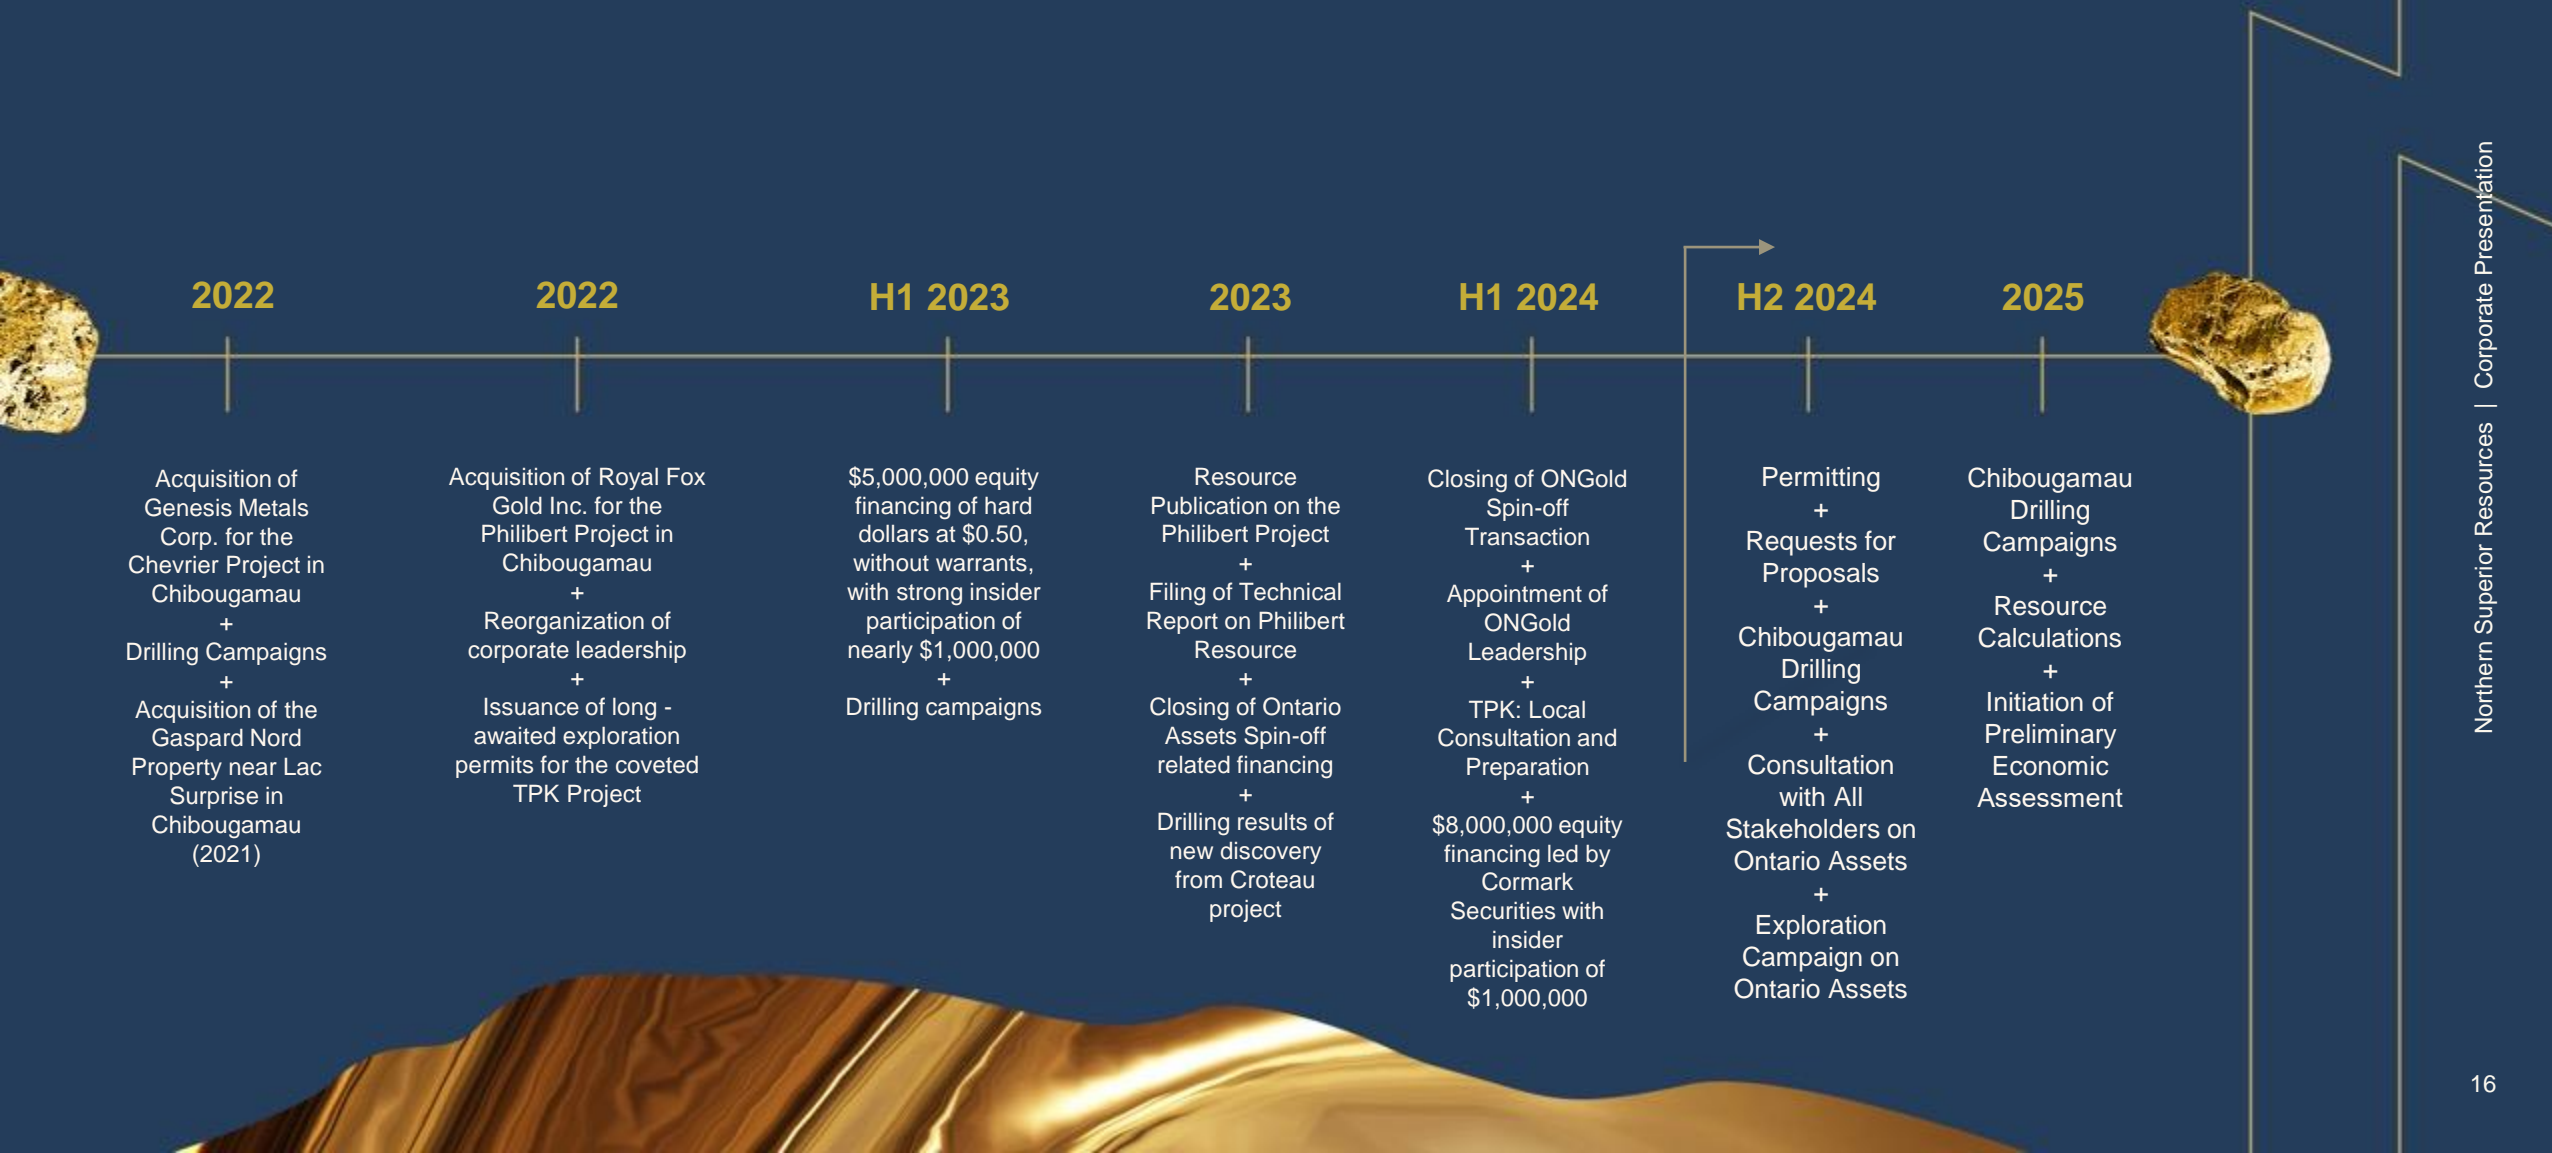 2022
Acquisition of
Genesis Metals
Corp. for the
Chevrier Project in
Chibougamau
+
Drilling Campaigns
+
Acquisition of the
Gaspard Nord
Property near Lac
Surprise in
Chibougamau
(2021)
2022
Acquisition of Royal Fox
Gold Inc. for the
Philibert Project in
Chibougamau
+
Reorganization of
corporate leadership
+
Issuance of long -
awaited exploration
permits for the coveted
TPK Project
H1 2023
$5,000,000 equity
financing of hard
dollars at $0.50,
without warrants,
with strong insider
participation of
nearly $1,000,000
+
Drilling campaigns
2023
Resource
Publication on the
Philibert Project
+
Filing of Technical
Report on Philibert
Resource
+
Closing of Ontario
Assets Spin-off
related financing
+
Drilling results of
new discovery
from Croteau
project
H1 2024
Closing of ONGold
Spin-off
Transaction
+
Appointment of
ONGold
Leadership
+
TPK: Local
Consultation and
Preparation
+
$8,000,000 equity
financing led by
Cormark
Securities with
insider
participation of
$1,000,000
H2 2024
Permitting
+
Requests for
Proposals
+
Chibougamau
Drilling
Campaigns
+
Consultation
with All
Stakeholders on
Ontario Assets
+
Exploration
Campaign on
Ontario Assets
2025
Chibougamau
Drilling
Campaigns
+
Resource
Calculations
+
Initiation of
Preliminary
Economic
Assessment
Northern Superior Resources | Corporate Presentation
16